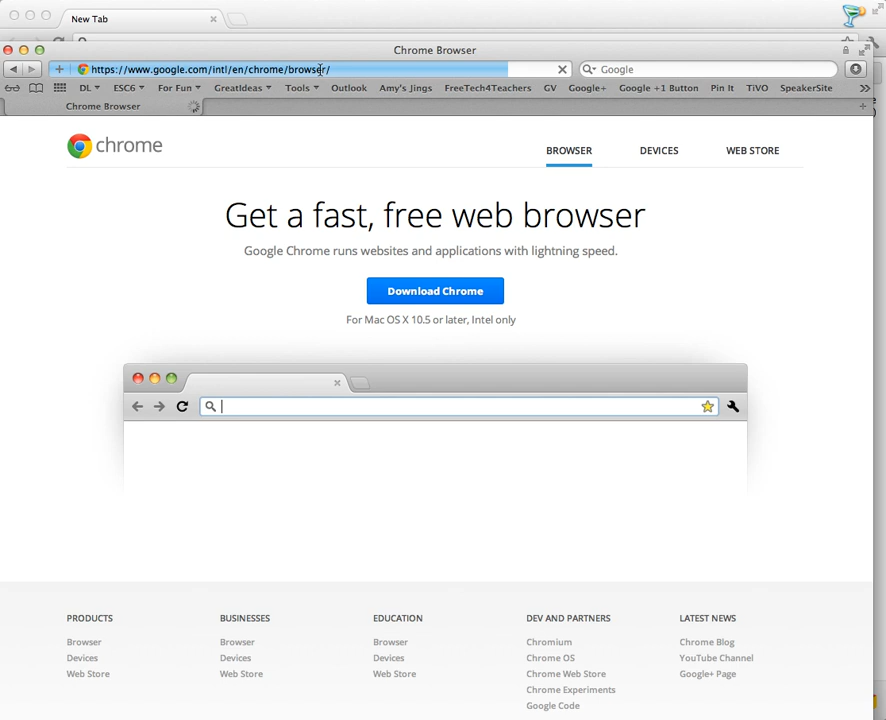 New Tab
Chrome Browser
https://www.google.com/intl/en/chrome/browser/
Google
DL ESC6 For Fun GreatIdeas Tools Outlook Amy's Jings FreeTech4Teachers GV Google+ Google +1 Button Pin It TiVO SpeakerSite
Chrome Browser
chrome
BROWSER DEVICES WEB STORE
Get a fast, free web browser
Google Chrome runs websites and applications with lightning speed.
Download Chrome
For Mac OS X 10.5 or later, Intel only
PRODUCTS
Browser
Devices
Web Store
BUSINESSES
Browser
Devices
Web Store
EDUCATION
Browser
Devices
Web Store
DEV AND PARTNERS
Chromium
Chrome OS
Chrome Web Store
Chrome Experiments
Google Code
LATEST NEWS
Chrome Blog
YouTube Channel
Google+ Page